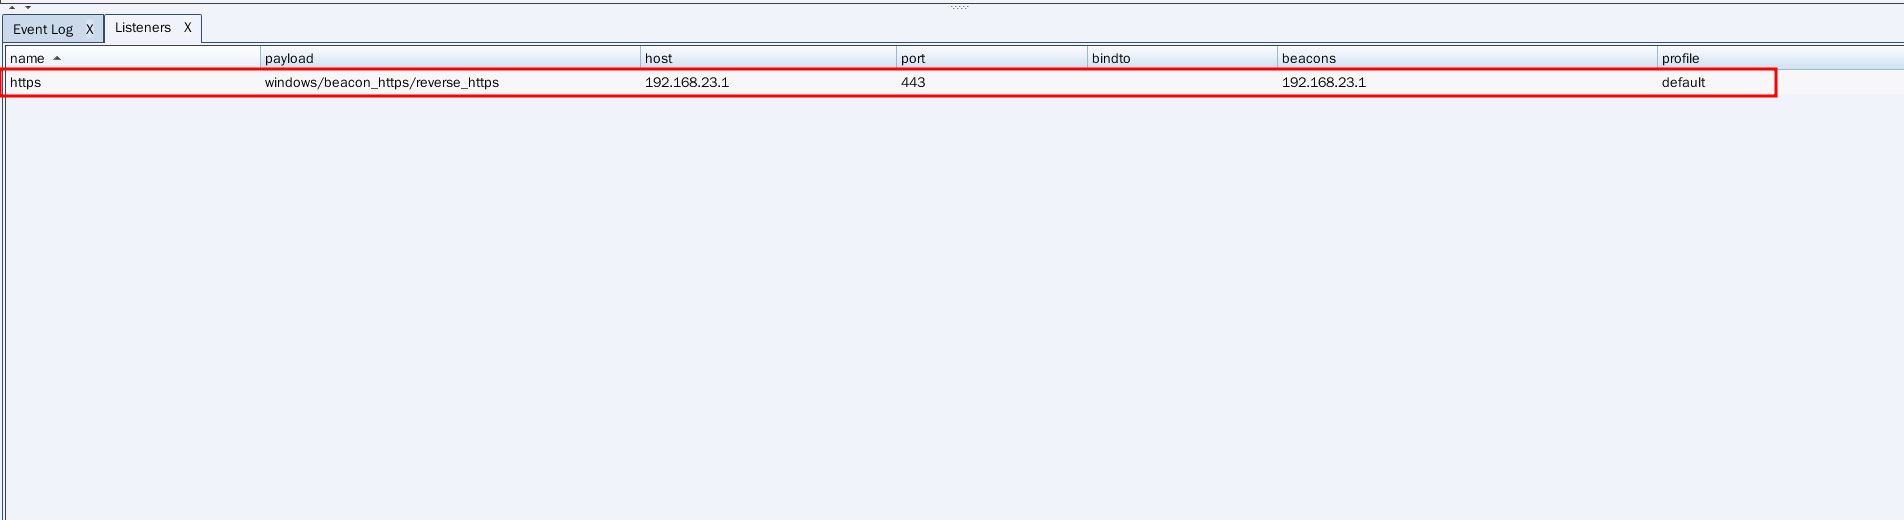 Event Log X Listeners X
name payload host port bindto beacons profile
https windows/beacon_https/reverse_https 192.168.23.1 443 192.168.23.1 default